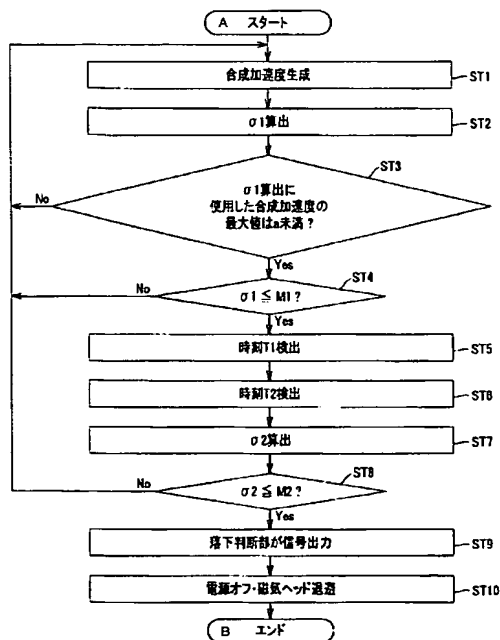 A スタート
合成加速度生成
ST1
σ1算出
ST2
ST3
σ1算出に
使用した合成加速度の
最大値はa未満？
No
Yes
ST4
σ1≦M1？
No
Yes
時刻T1検出
ST5
時刻T2検出
ST6
σ2算出
ST7
ST8
σ2≦M2？
No
Yes
落下判断部が信号出力
ST9
電源オフ・磁気ヘッド退避
ST10
B エンド